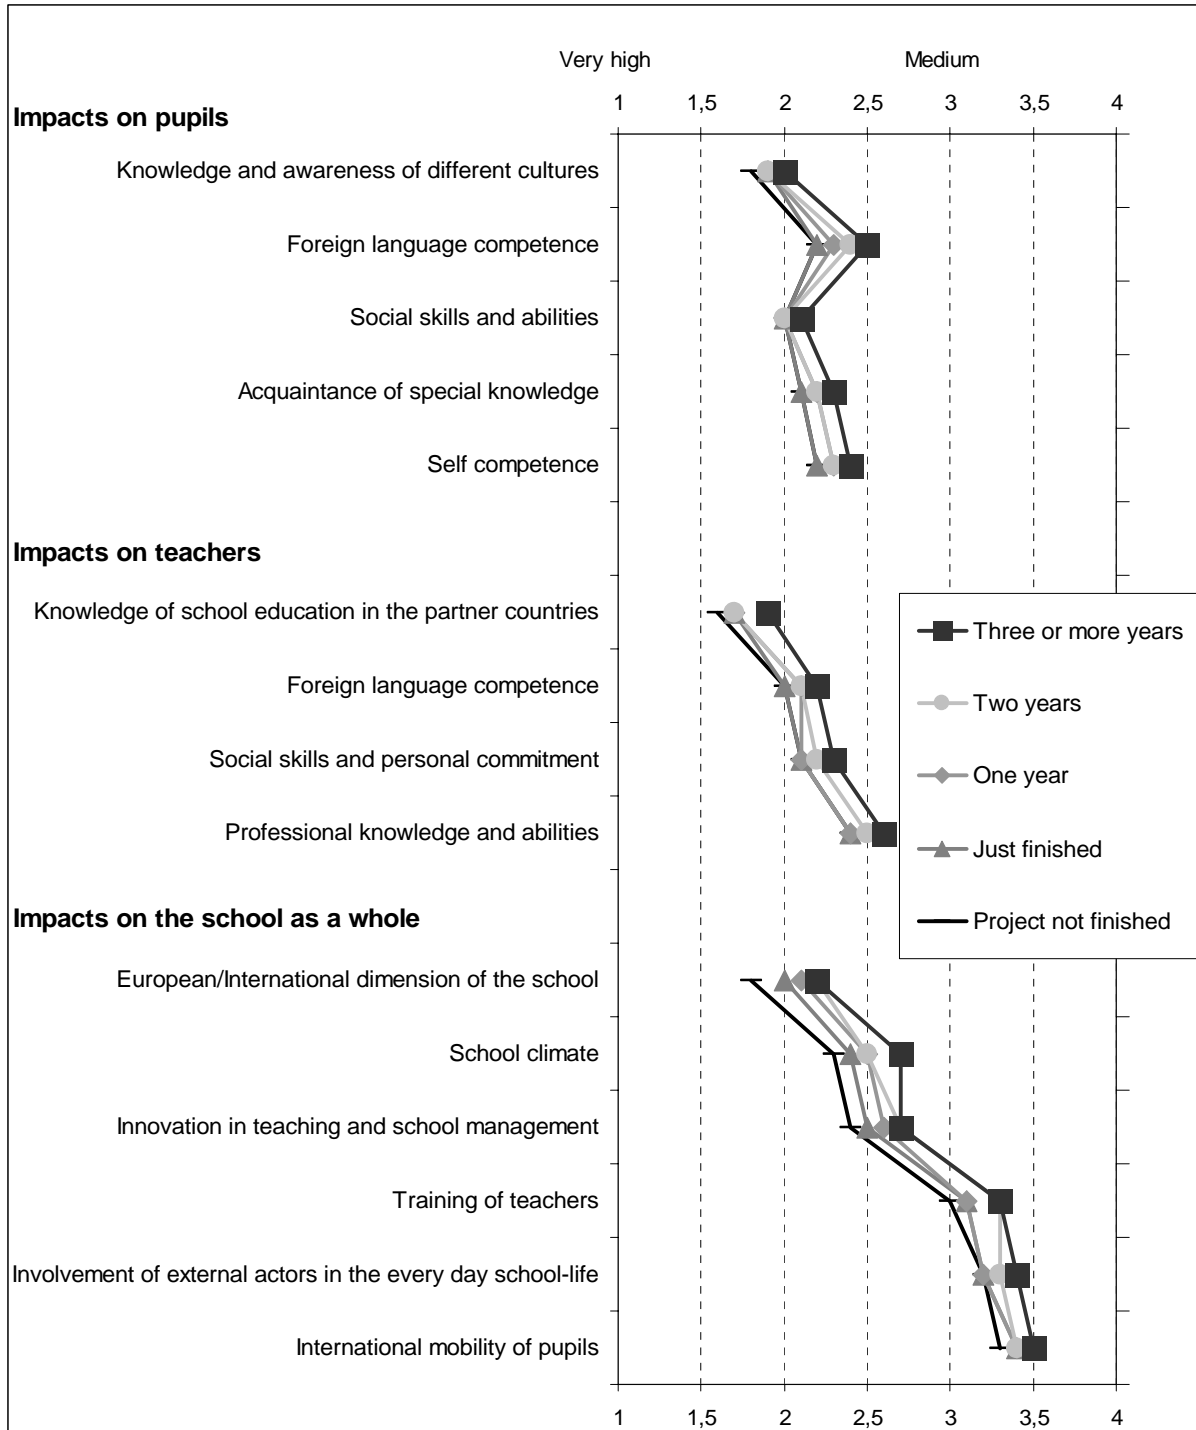 Very high Medium
1 1,5 2 2,5 3 3,5 4
Impacts on pupils
Knowledge and awareness of different cultures
Foreign language competence
Social skills and abilities
Acquaintance of special knowledge
Self competence
Impacts on teachers
Knowledge of school education in the partner countries
Foreign language competence
Social skills and personal commitment
Professional knowledge and abilities
Three or more years
Two years
One year
Just finished
Project not finished
Impacts on the school as a whole
European/International dimension of the school
School climate
Innovation in teaching and school management
Training of teachers
Involvement of external actors in the every day school-life
International mobility of pupils
1 1,5 2 2,5 3 3,5 4